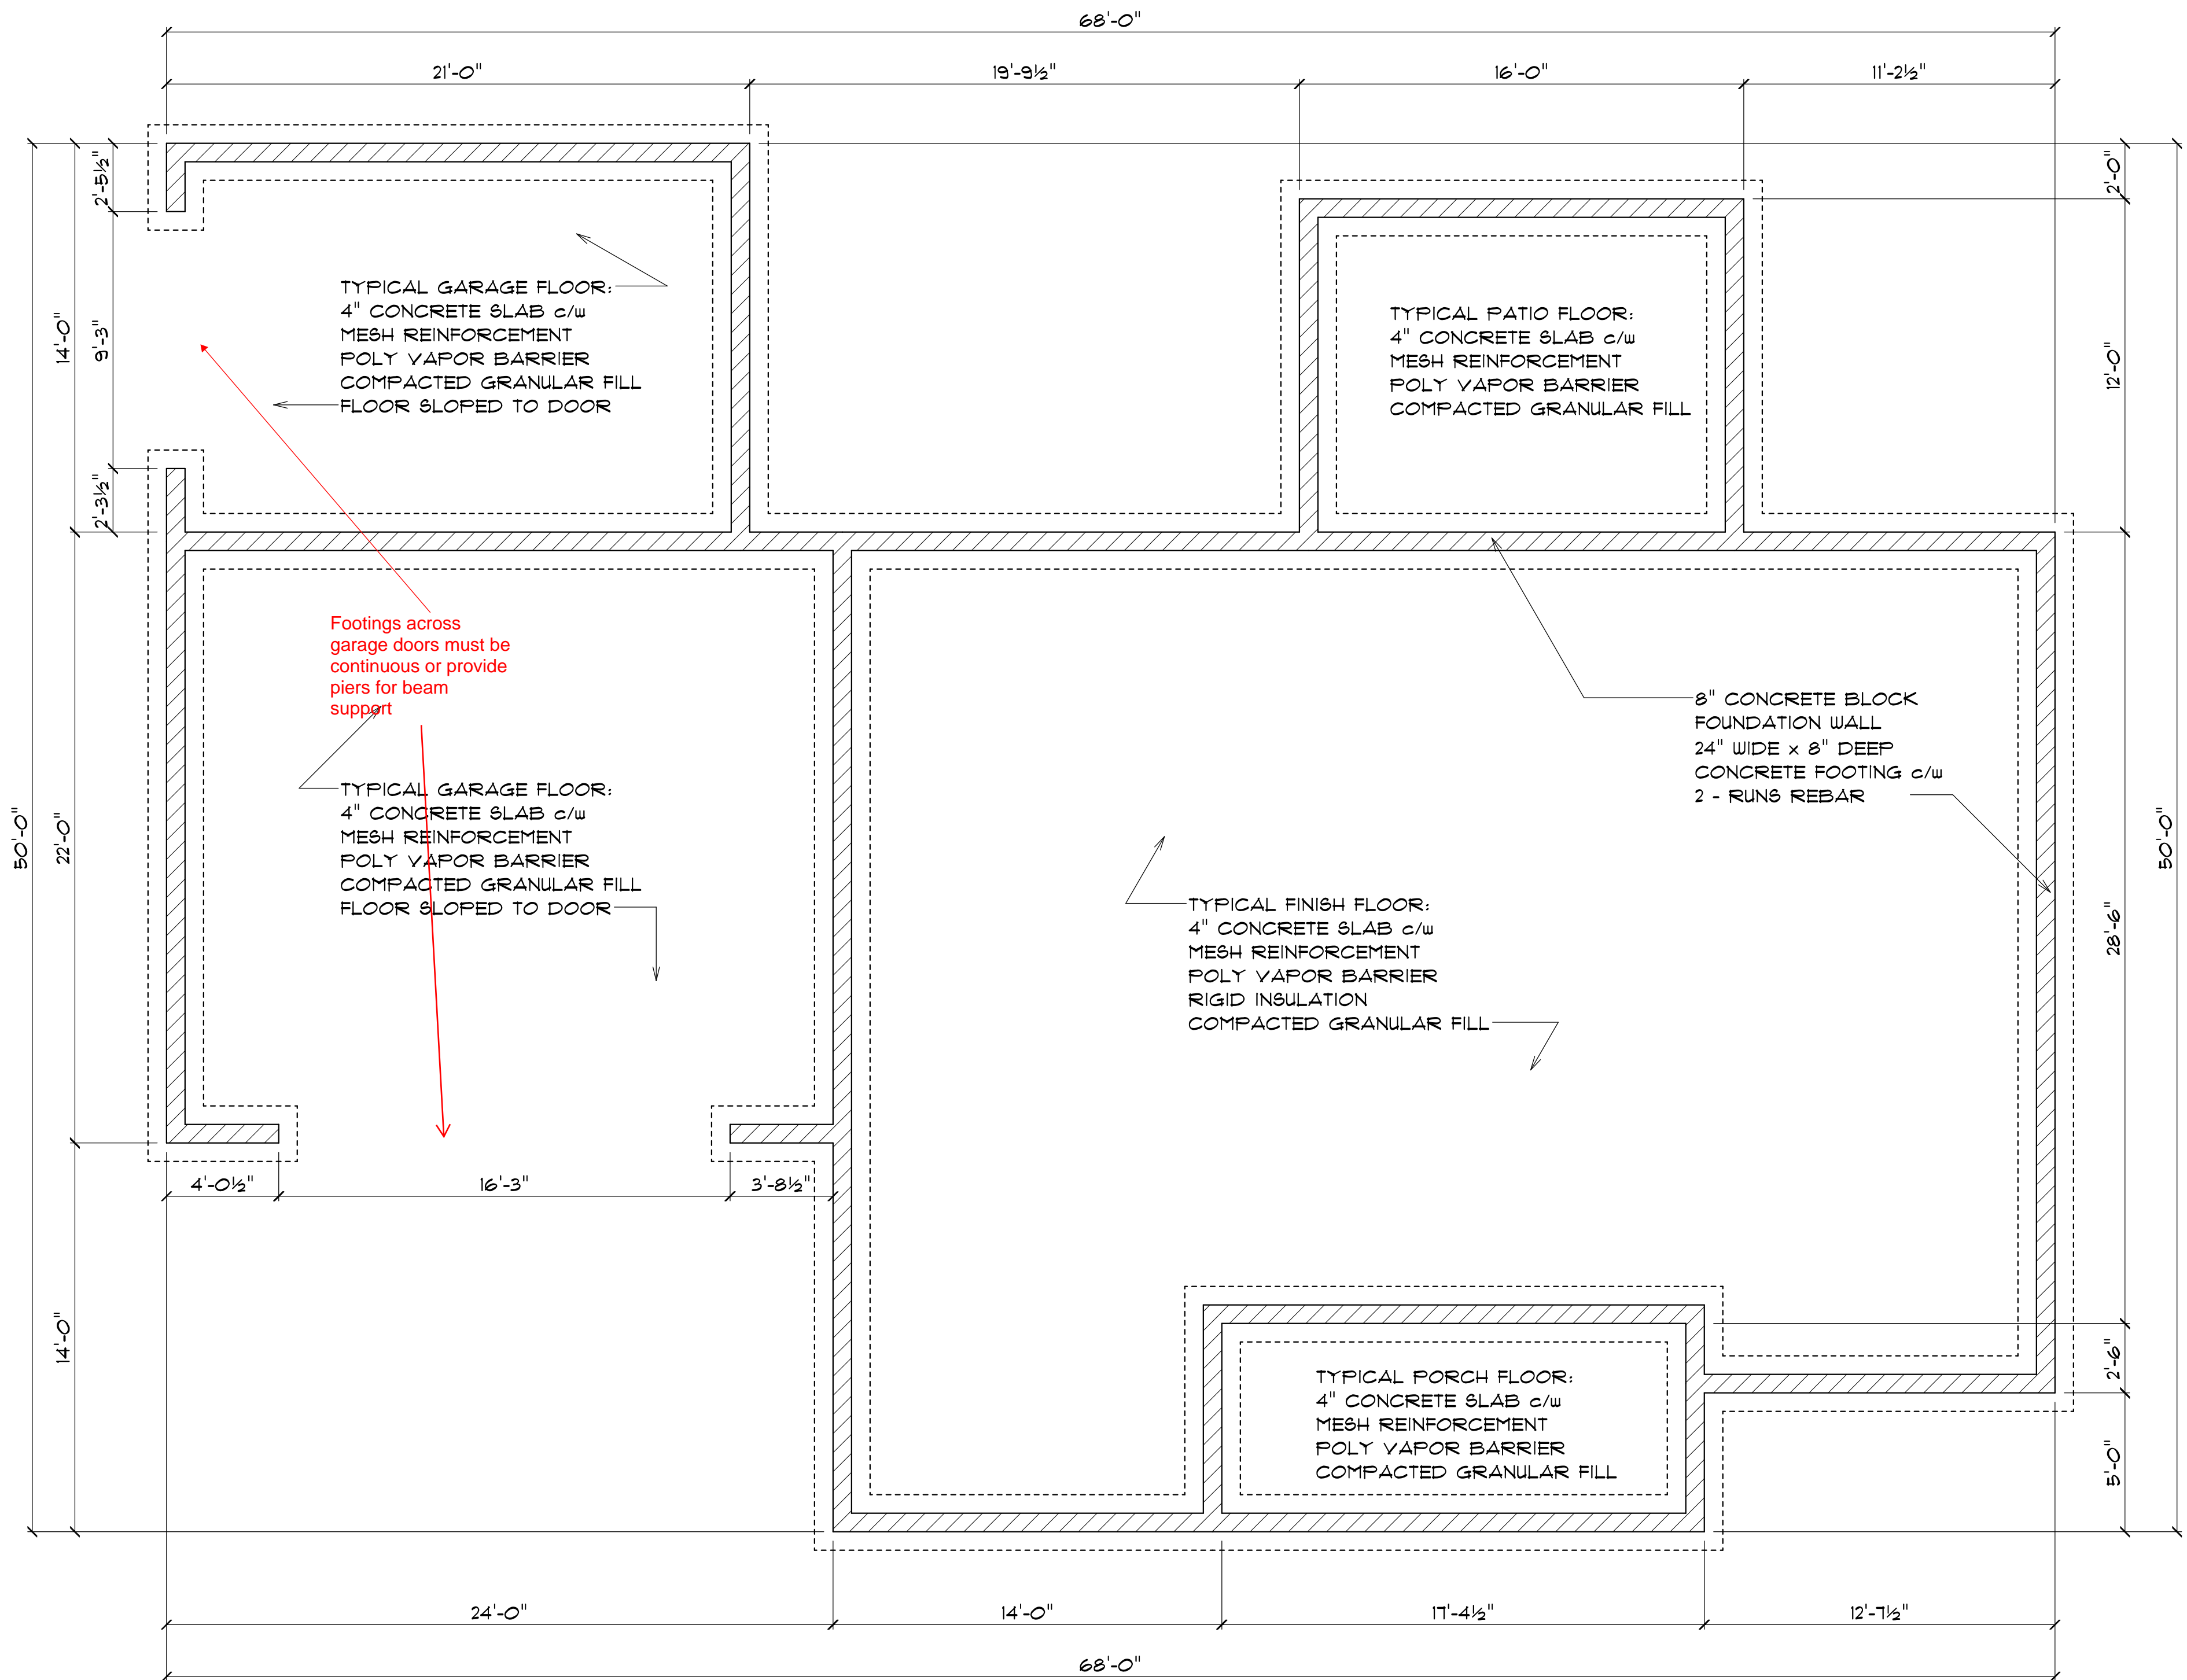 68'-0"
21'-0"
19'-9½"
16'-0"
11'-2½"
2'-5½"
2'-0"
14'-0"
9'-3"
12'-0"
2'-3½"
TYPICAL GARAGE FLOOR:
4" CONCRETE SLAB c/w
MESH REINFORCEMENT
POLY VAPOR BARRIER
COMPACTED GRANULAR FILL
FLOOR SLOPED TO DOOR
TYPICAL PATIO FLOOR:
4" CONCRETE SLAB c/w
MESH REINFORCEMENT
POLY VAPOR BARRIER
COMPACTED GRANULAR FILL
Footings across
garage doors must be
continuous or provide
piers for beam
support
8" CONCRETE BLOCK
FOUNDATION WALL
24" WIDE x 8" DEEP
CONCRETE FOOTING c/w
2 - RUNS REBAR
50'-0"
22'-0"
TYPICAL GARAGE FLOOR:
4" CONCRETE SLAB c/w
MESH REINFORCEMENT
POLY VAPOR BARRIER
COMPACTED GRANULAR FILL
FLOOR SLOPED TO DOOR
TYPICAL FINISH FLOOR:
4" CONCRETE SLAB c/w
MESH REINFORCEMENT
POLY VAPOR BARRIER
RIGID INSULATION
COMPACTED GRANULAR FILL
28'-6"
50'-0"
4'-0½"
16'-3"
3'-8½"
14'-0"
TYPICAL PORCH FLOOR:
4" CONCRETE SLAB c/w
MESH REINFORCEMENT
POLY VAPOR BARRIER
COMPACTED GRANULAR FILL
2'-6"
5'-0"
24'-0"
14'-0"
17'-4½"
12'-7½"
68'-0"